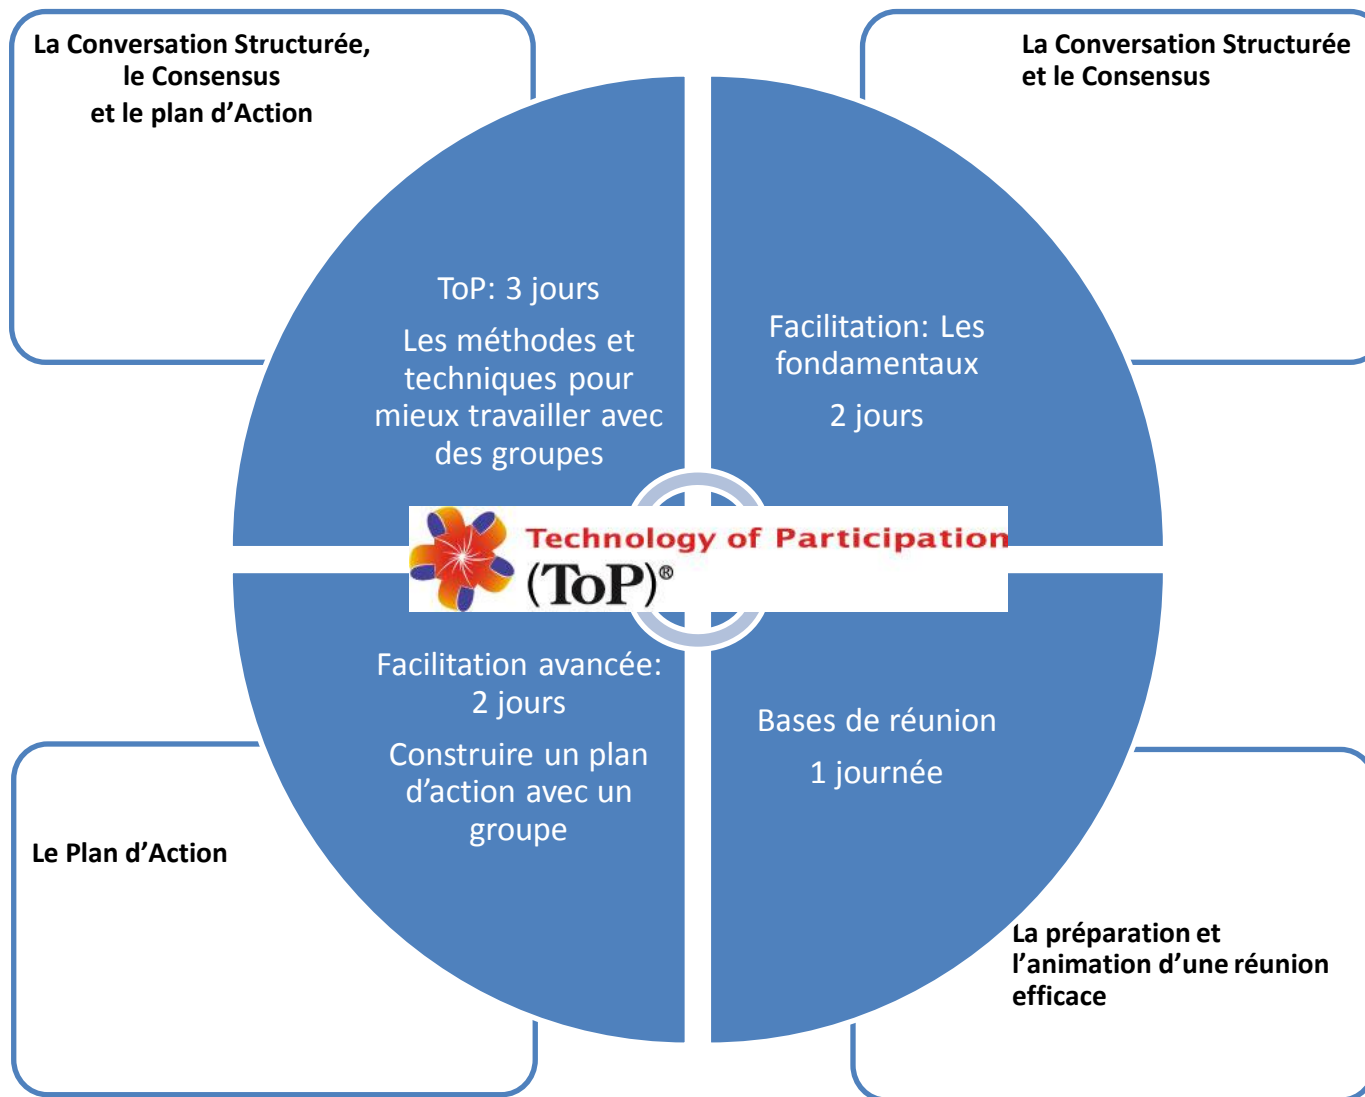 La Conversation Structurée,
le Consensus
et le plan d’Action
La Conversation Structurée
et le Consensus
ToP: 3 jours
Les méthodes et
techniques pour
mieux travailler avec
des groupes
Facilitation: Les
fondamentaux
2 jours
Technology of Participation
(ToP)®
Facilitation avancée:
2 jours
Construire un plan
d’action avec un
groupe
Bases de réunion
1 journée
Le Plan d’Action
La préparation et
l’animation d’une réunion
efficace